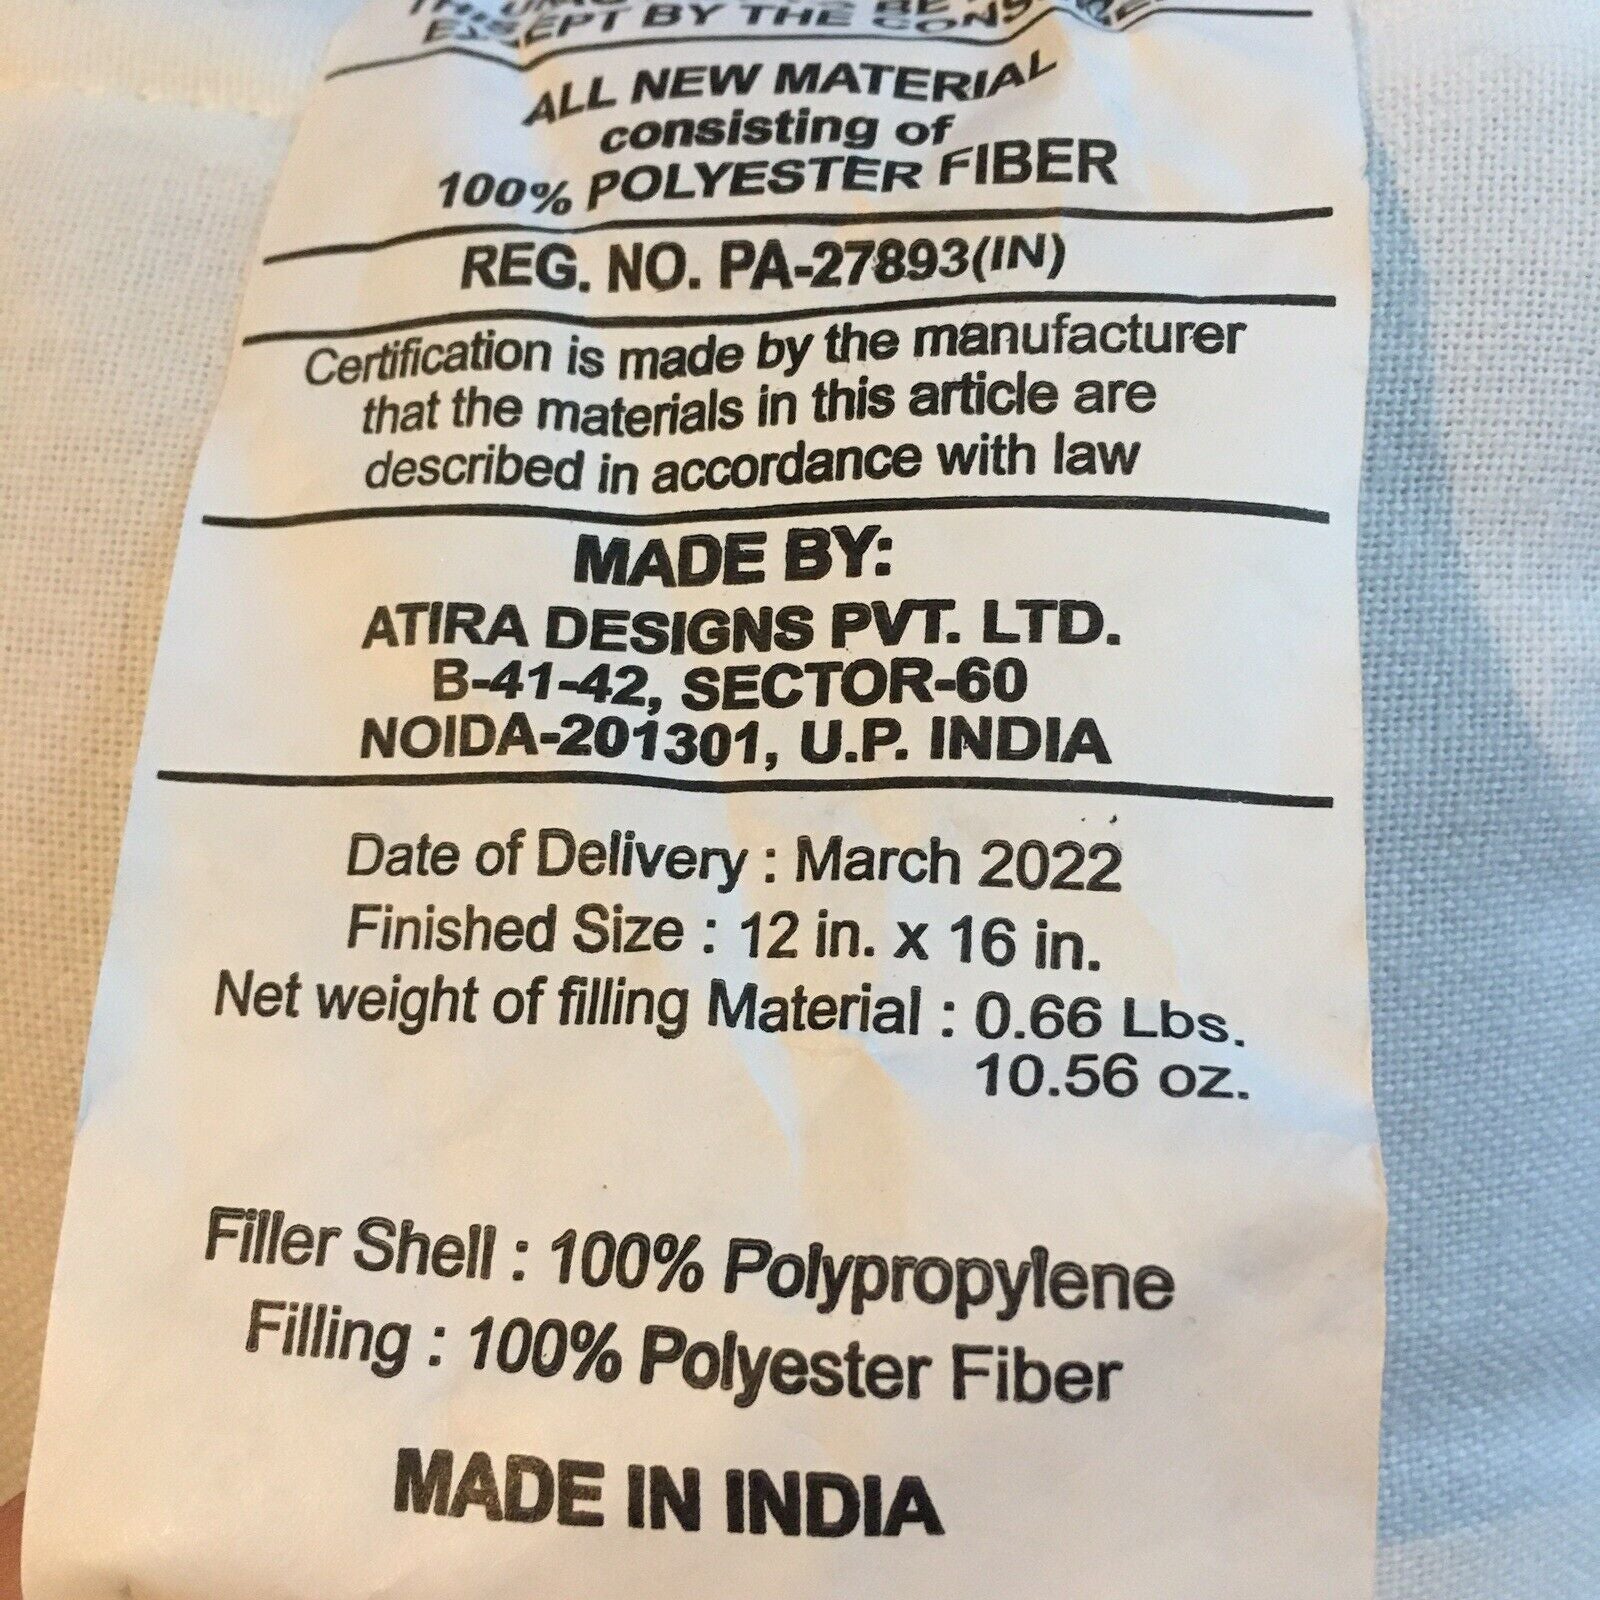 EXCEPT BY THE
ALL NEW MATERIAL
consisting of
100% POLYESTER FIBER
REG. NO. PA-27893(IN)
Certification is made by the manufacturer
that the materials in this article are
described in accordance with law
MADE BY:
ATIRA DESIGNS PVT. LTD.
B-41-42, SECTOR-60
NOIDA-201301, U.P. INDIA
Date of Delivery : March 2022
Finished Size : 12 in. x 16 in.
Net weight of filling Material : 0.66 Lbs.
10.56 oz.
Filler Shell : 100% Polypropylene
Filling : 100% Polyester Fiber
MADE IN INDIA